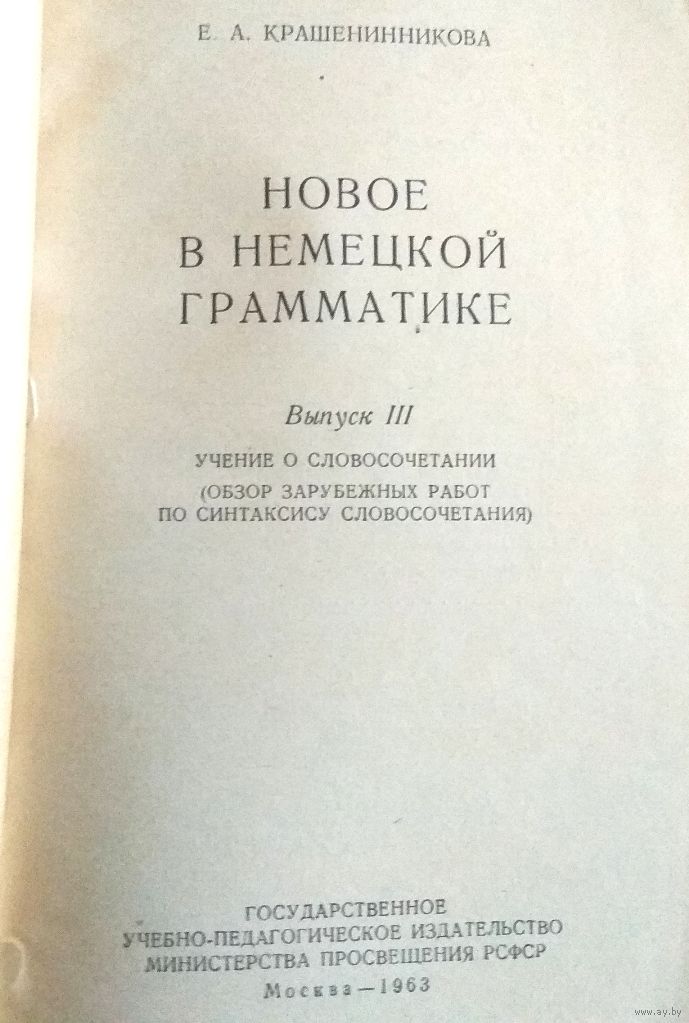 Е. А. КРАШЕНИННИКОВА
НОВОЕ
В НЕМЕЦКОЙ
ГРАММАТИКЕ
Выпуск III
УЧЕНИЕ О СЛОВОСОЧЕТАНИИ
(ОБЗОР ЗАРУБЕЖНЫХ РАБОТ
ПО СИНТАКСИСУ СЛОВОСОЧЕТАНИЯ)
ГОСУДАРСТВЕННОЕ
УЧЕБНО-ПЕДАГОГИЧЕСКОЕ ИЗДАТЕЛЬСТВО
МИНИСТЕРСТВА ПРОСВЕЩЕНИЯ РСФСР
Москва — 1963
www.ay.by